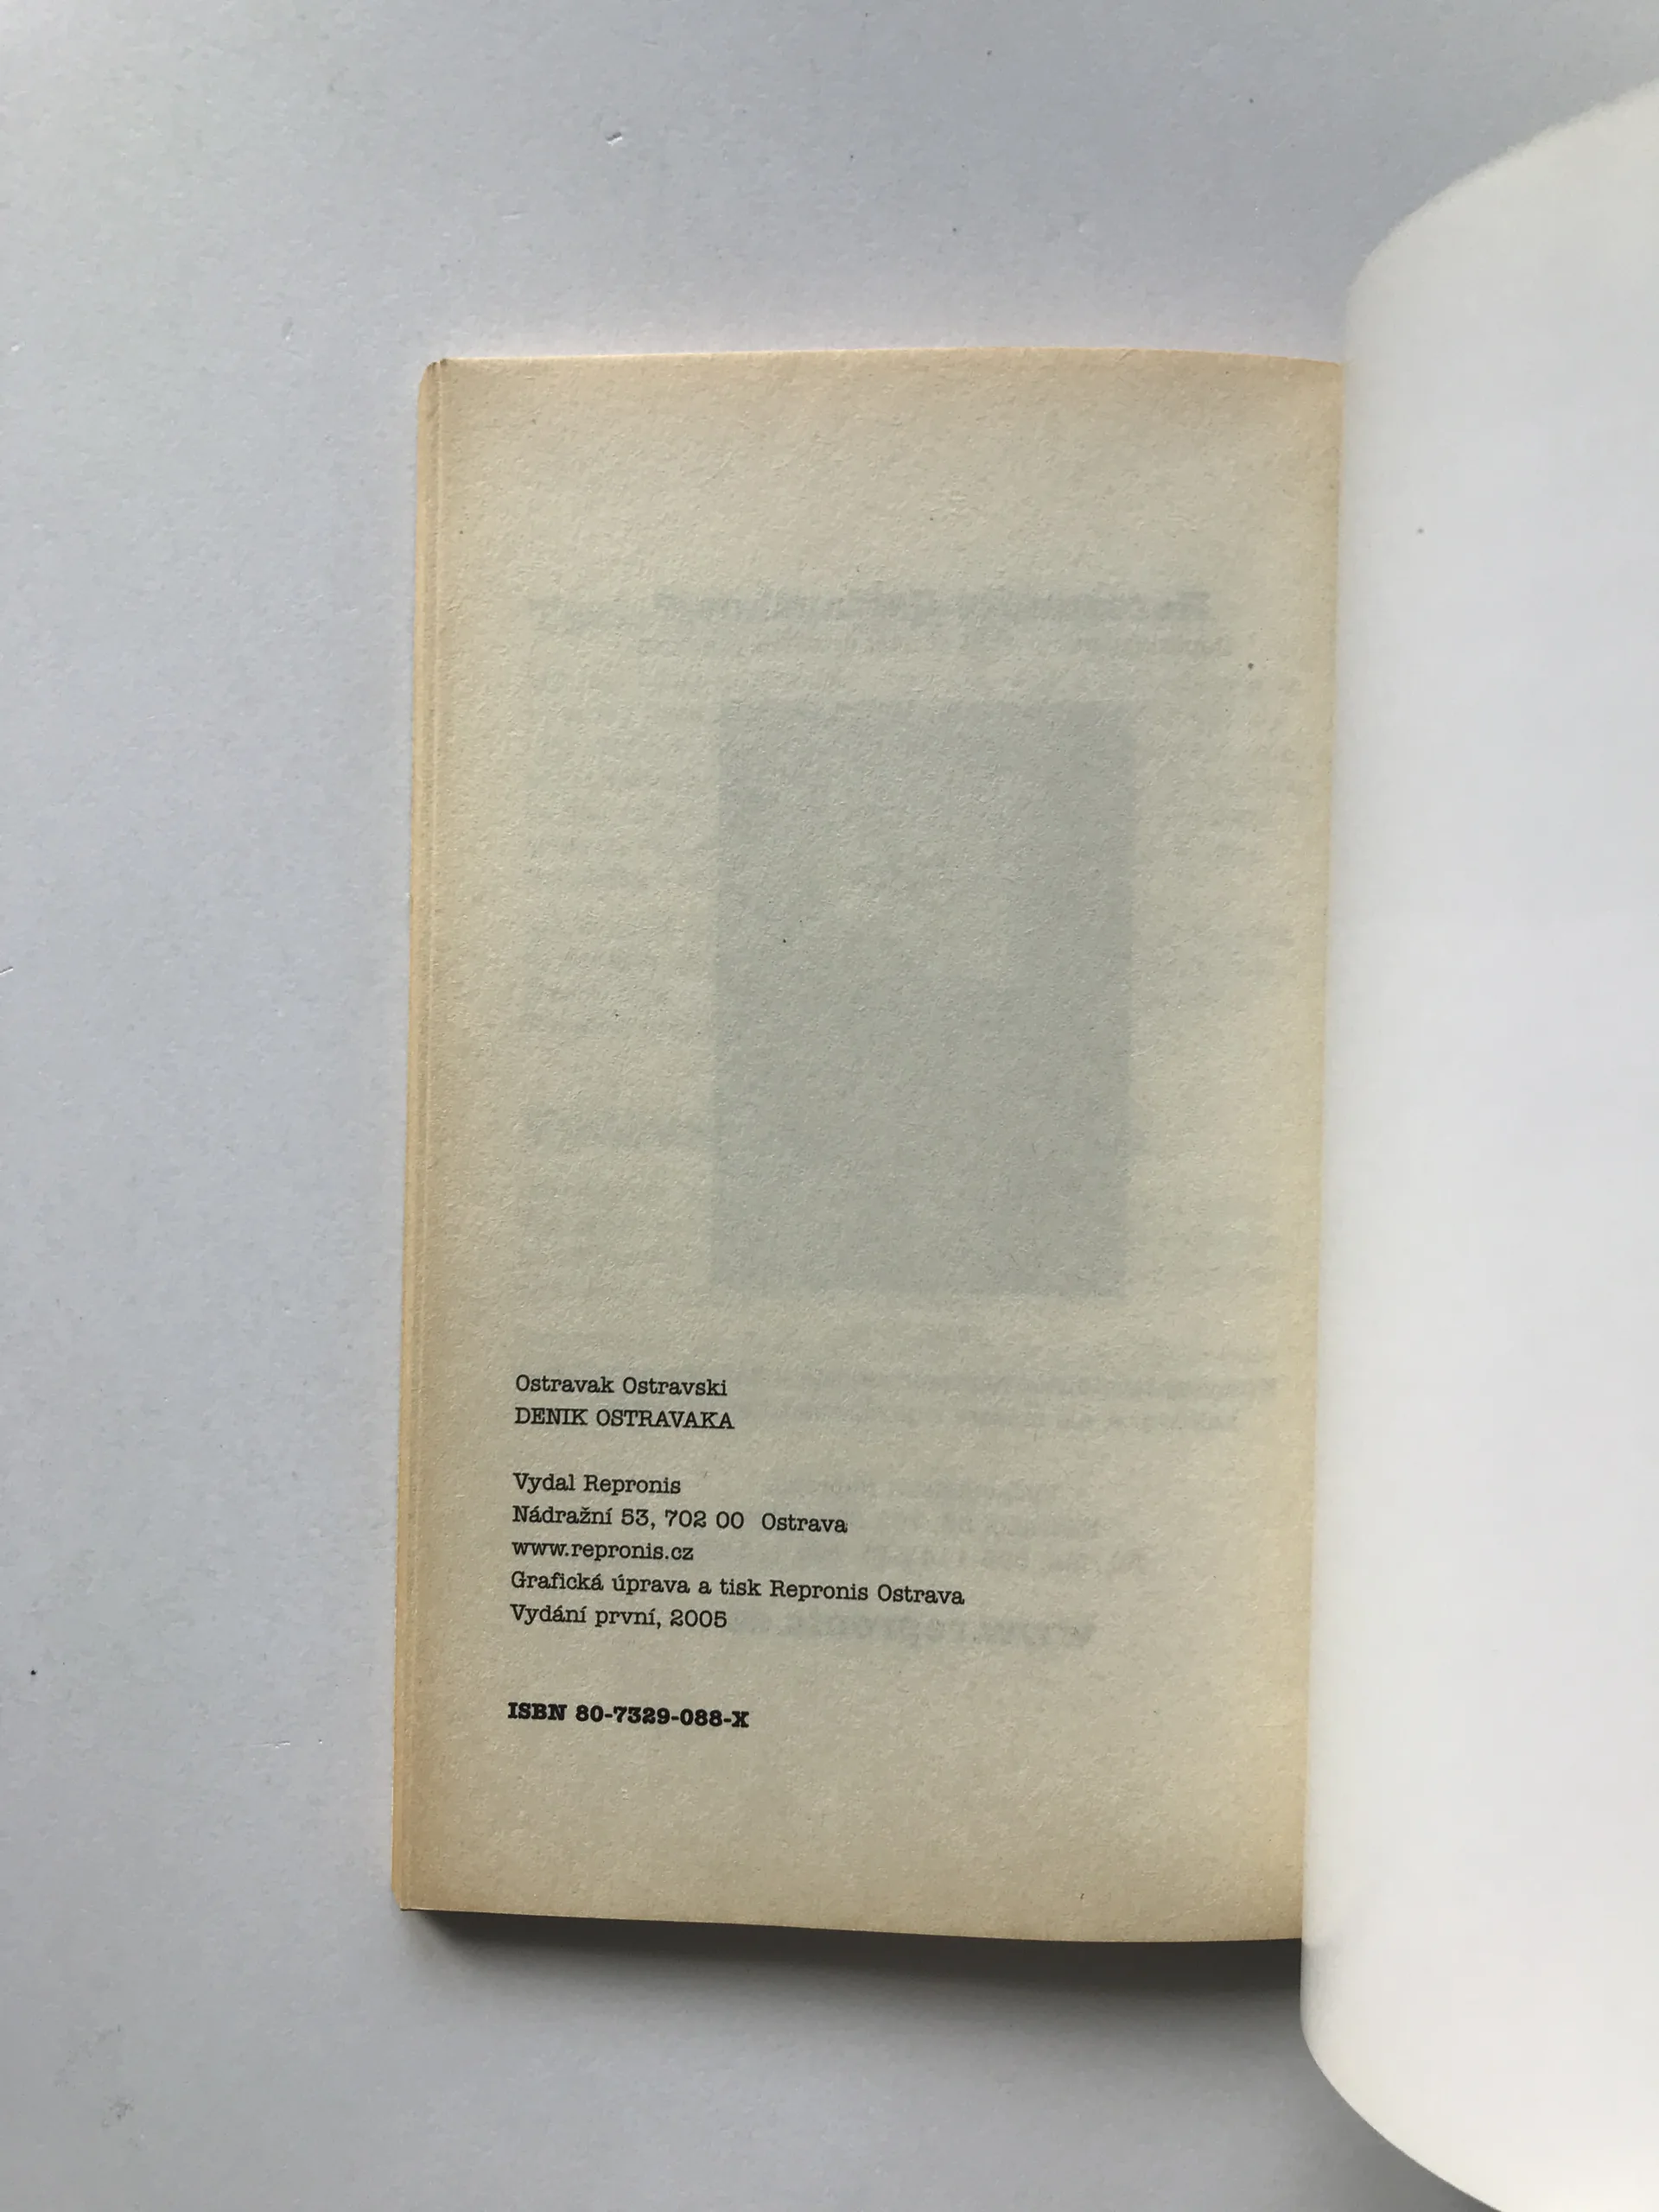 Ostravak Ostravski
DENIK OSTRAVAKA
Vydal Repronis
Nádražní 53, 702 00 Ostrava
www.repronis.cz
Grafická úprava a tisk Repronis Ostrava
Vydání první, 2005
ISBN 80-7329-088-X